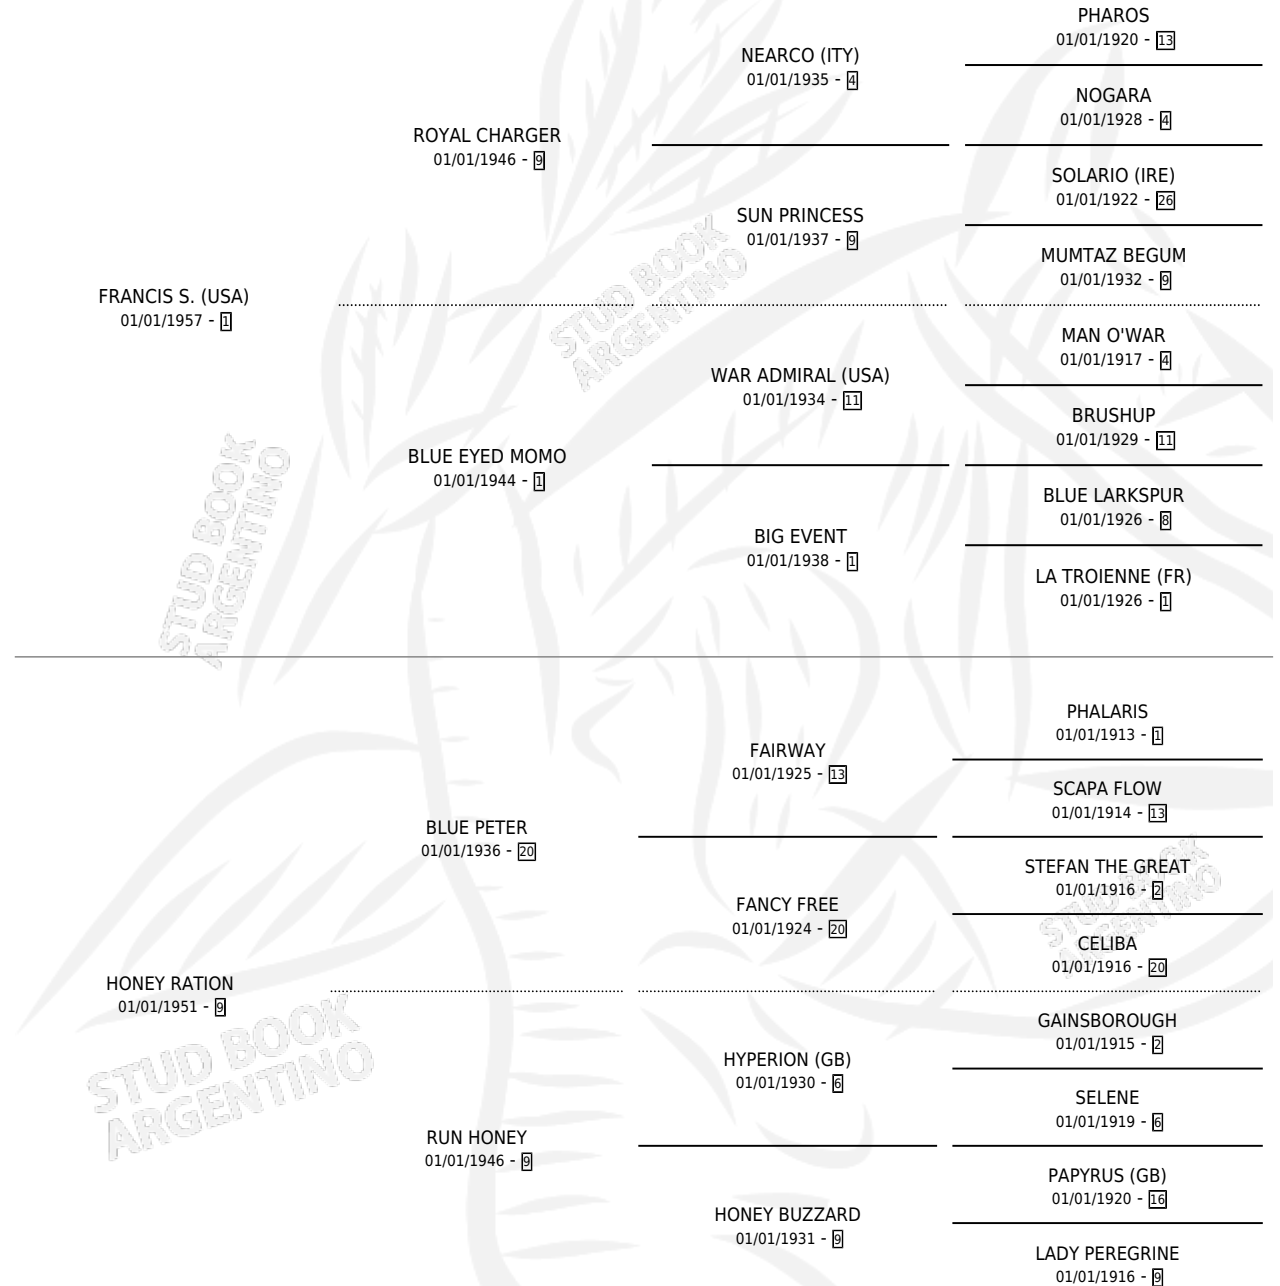 PHAROS
01/01/1920 - 13
NEARCO (ITY)
01/01/1935 - 4
NOGARA
01/01/1928 - 4
ROYAL CHARGER
01/01/1946 - 9
SOLARIO (IRE)
01/01/1922 - 26
SUN PRINCESS
01/01/1937 - 9
MUMTAZ BEGUM
01/01/1932 - 9
FRANCIS S. (USA)
01/01/1957 - 1
MAN O'WAR
01/01/1917 - 4
WAR ADMIRAL (USA)
01/01/1934 - 11
BRUSHUP
01/01/1929 - 11
BLUE EYED MOMO
01/01/1944 - 1
BLUE LARKSPUR
01/01/1926 - 8
BIG EVENT
01/01/1938 - 1
LA TROIENNE (FR)
01/01/1926 - 1
PHALARIS
01/01/1913 - 1
FAIRWAY
01/01/1925 - 13
SCAPA FLOW
01/01/1914 - 13
BLUE PETER
01/01/1936 - 20
STEFAN THE GREAT
01/01/1916 - 2
FANCY FREE
01/01/1924 - 20
CELIBA
01/01/1916 - 20
HONEY RATION
01/01/1951 - 9
GAINSBOROUGH
01/01/1915 - 2
HYPERION (GB)
01/01/1930 - 6
SELENE
01/01/1919 - 6
RUN HONEY
01/01/1946 - 9
PAPYRUS (GB)
01/01/1920 - 16
HONEY BUZZARD
01/01/1931 - 9
LADY PEREGRINE
01/01/1916 - 9
STUD BOOK
ARGENTINO
STUD BOOK
ARGENTINO
STUD BOOK
ARGENTINO
STUD BOOK
ARGENTINO